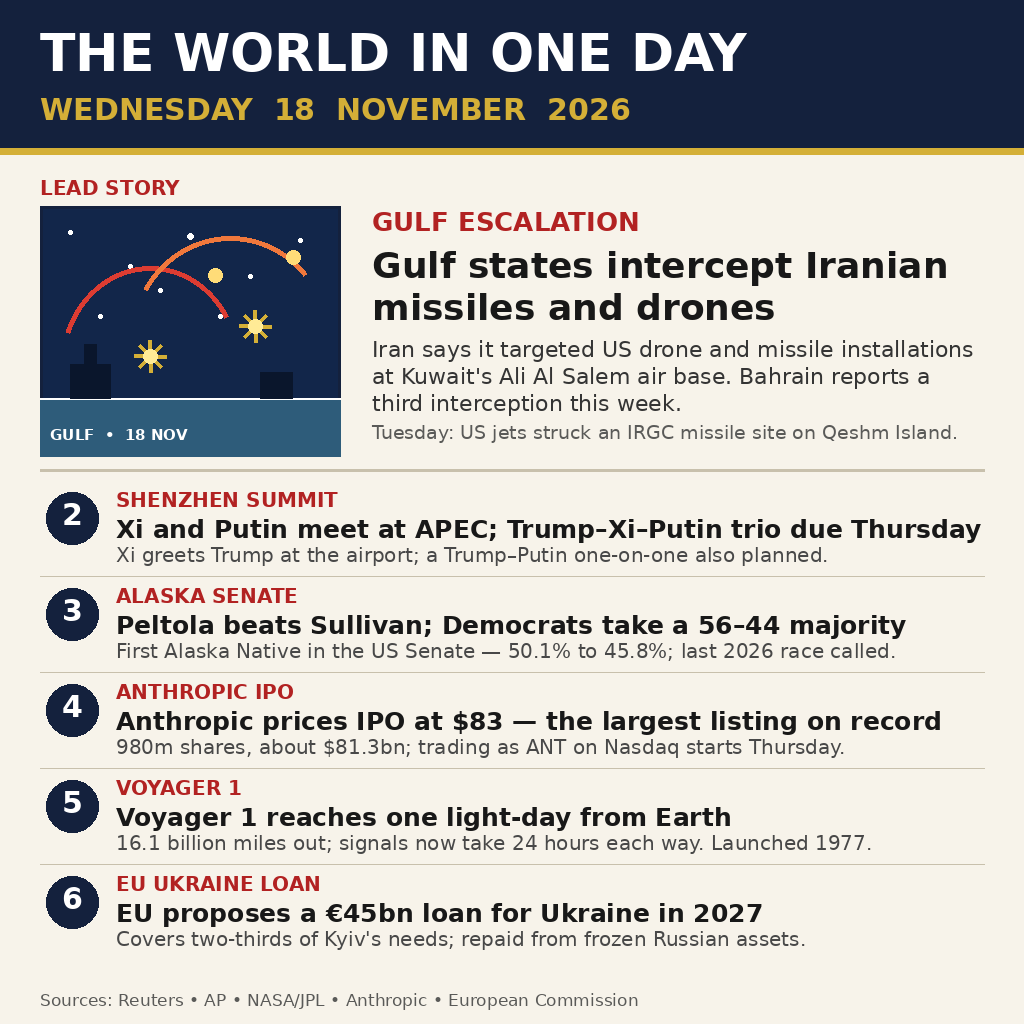 THE WORLD IN ONE DAY
WEDNESDAY 18 NOVEMBER 2026
LEAD STORY
GULF • 18 NOV
GULF ESCALATION
Gulf states intercept Iranian
missiles and drones
Iran says it targeted US drone and missile installations
at Kuwait's Ali Al Salem air base. Bahrain reports a
third interception this week.
Tuesday: US jets struck an IRGC missile site on Qeshm Island.
2
SHENZHEN SUMMIT
Xi and Putin meet at APEC; Trump–Xi–Putin trio due Thursday
Xi greets Trump at the airport; a Trump–Putin one-on-one also planned.
3
ALASKA SENATE
Peltola beats Sullivan; Democrats take a 56–44 majority
First Alaska Native in the US Senate — 50.1% to 45.8%; last 2026 race called.
4
ANTHROPIC IPO
Anthropic prices IPO at $83 — the largest listing on record
980m shares, about $81.3bn; trading as ANT on Nasdaq starts Thursday.
5
VOYAGER 1
Voyager 1 reaches one light-day from Earth
16.1 billion miles out; signals now take 24 hours each way. Launched 1977.
6
EU UKRAINE LOAN
EU proposes a €45bn loan for Ukraine in 2027
Covers two-thirds of Kyiv's needs; repaid from frozen Russian assets.
Sources: Reuters • AP • NASA/JPL • Anthropic • European Commission